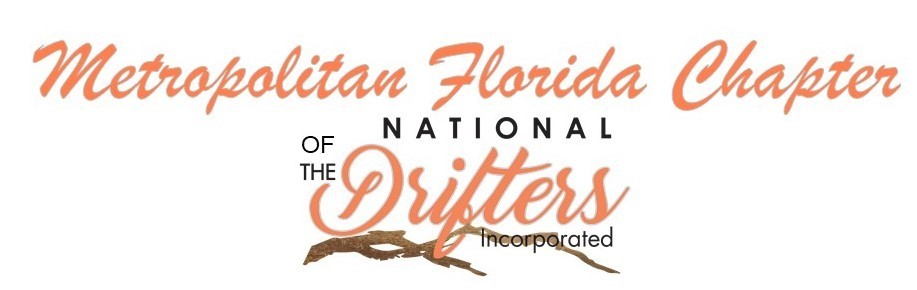 Metropolitan Florida Chapter
OF NATIONAL
THE Drifters
Incorporated